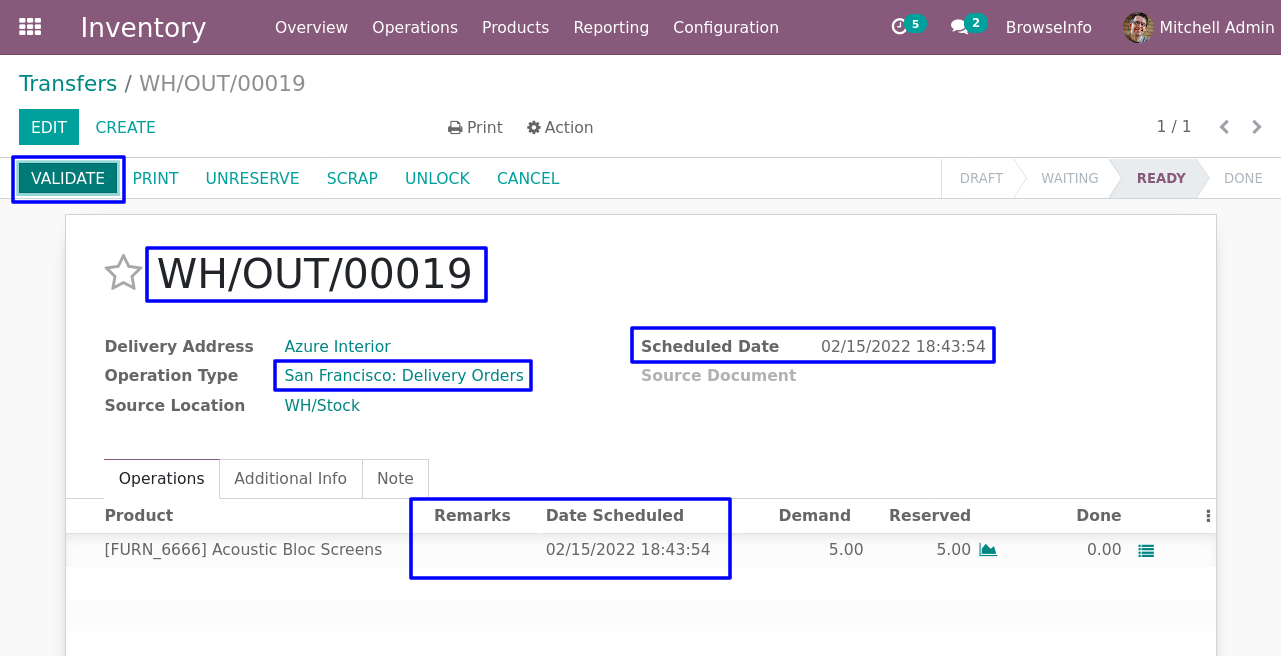 Inventory Overview Operations Products Reporting Configuration 5 2 BrowseInfo Mitchell Admin
Transfers / WH/OUT/00019
EDIT CREATE Print Action 1 / 1
VALIDATE PRINT UNRESERVE SCRAP UNLOCK CANCEL DRAFT WAITING READY DONE
WH/OUT/00019
Delivery Address Azure Interior Scheduled Date 02/15/2022 18:43:54
Operation Type San Francisco: Delivery Orders Source Document
Source Location WH/Stock
Operations Additional Info Note
Product Remarks Date Scheduled Demand Reserved Done
[FURN_6666] Acoustic Bloc Screens 02/15/2022 18:43:54 5.00 5.00 0.00